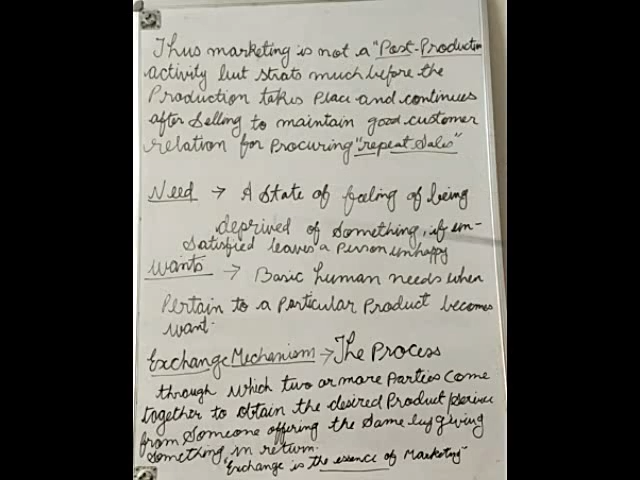 Thus marketing is not a "Post-Production
activity but strats much before the
Production takes Place and continues
after Selling to maintain good customer
relation for Procuring "repeat Sales"
Need → A State of feeling of being
deprived of Something, if un-
satisfied leaves a Person unhappy
Wants → Basic human needs when
Pertain to a Particular Product becomes
want.
Exchange Mechanism → The Process
through which two or more Parties Come
together to obtain the desired Product
from Someone offering the Same by giving
Something in return.
"Exchange is the essence of Marketing"